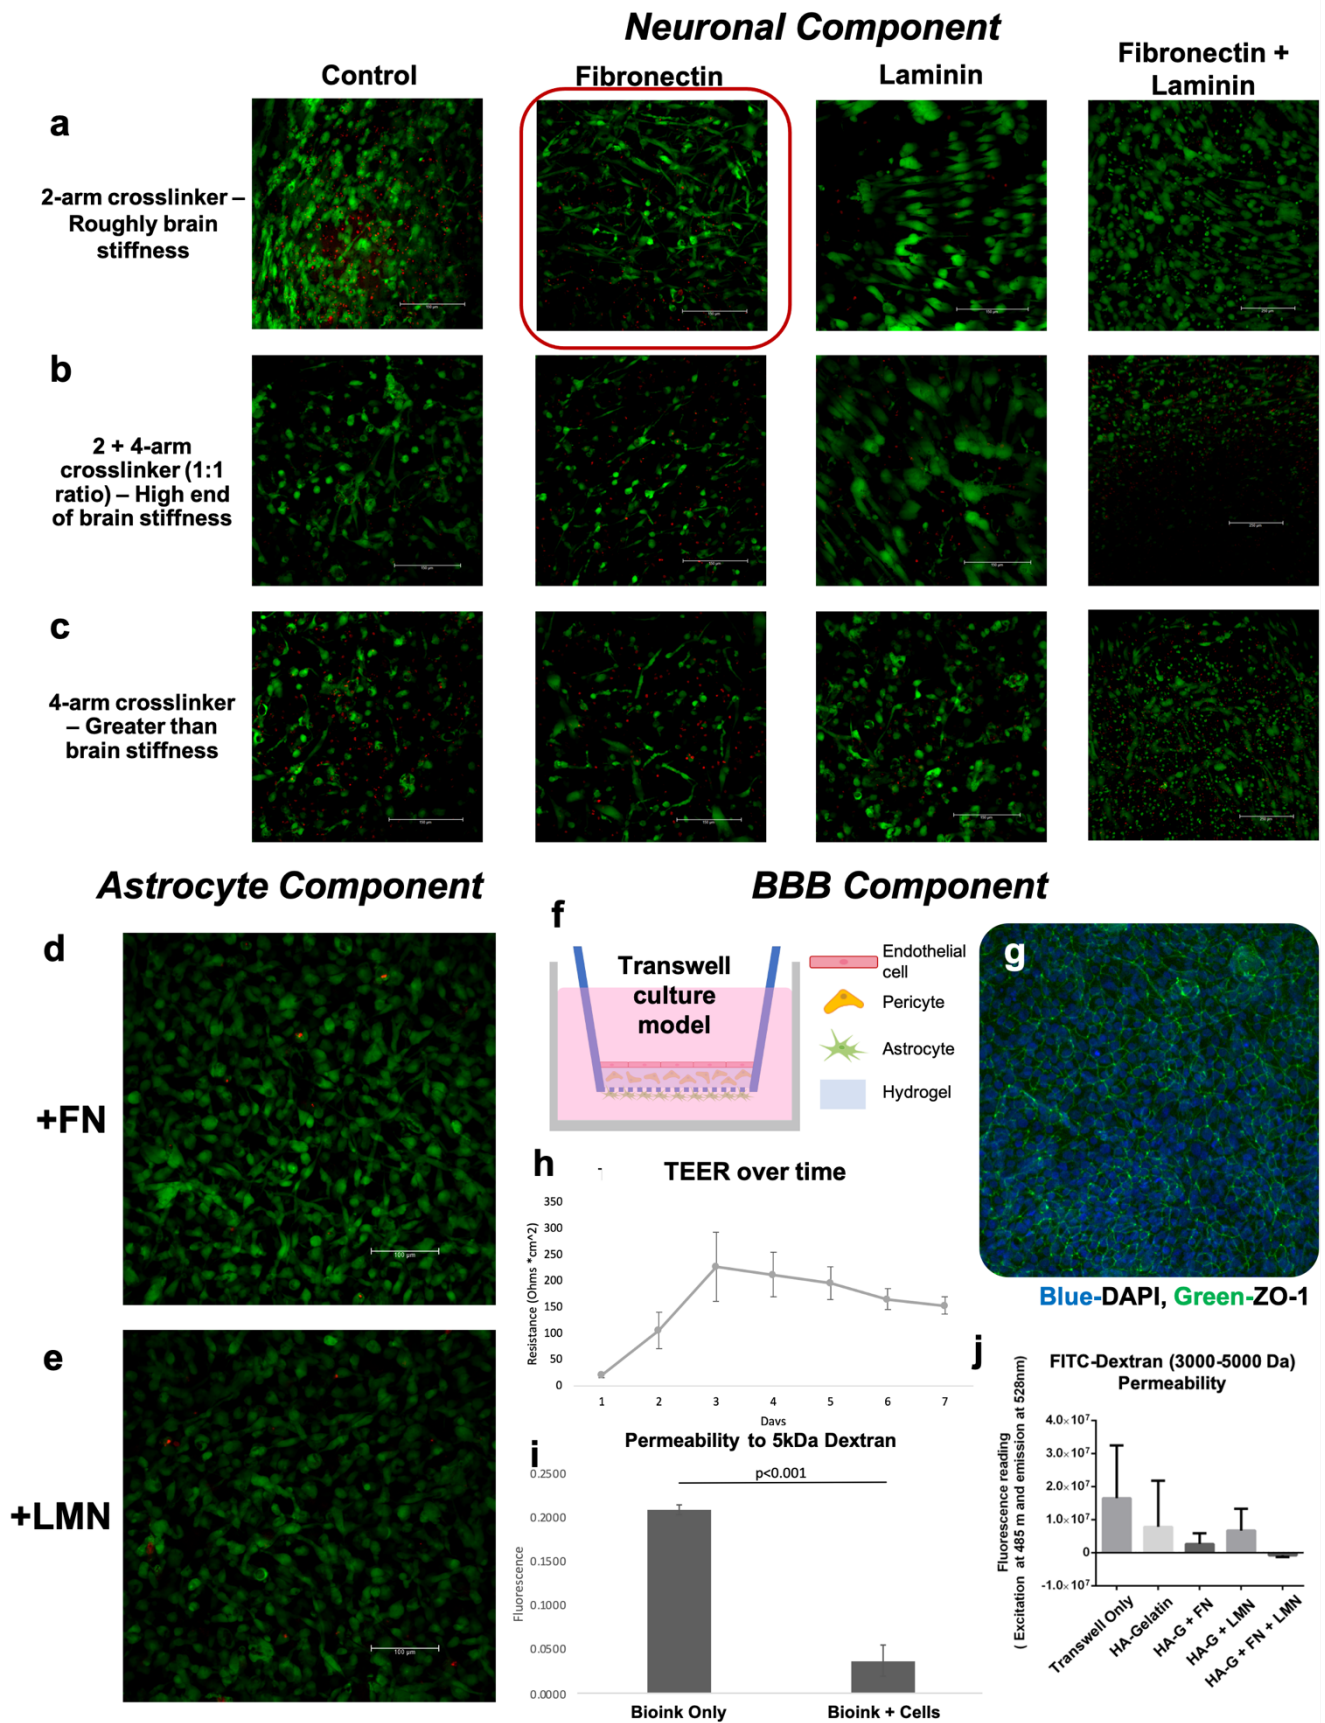 Neuronal Component
Control
Fibronectin
Laminin
Fibronectin +
Laminin
a
2-arm crosslinker –
Roughly brain
stiffness
b
2 + 4-arm
crosslinker (1:1
ratio) – High end
of brain stiffness
c
4-arm crosslinker
– Greater than
brain stiffness
Astrocyte Component
d
+FN
100 µm
e
+LMN
100 µm
BBB Component
f
Transwell
culture
model
Endothelial
cell
Pericyte
Astrocyte
Hydrogel
g
Blue-DAPI, Green-ZO-1
h
TEER over time
Resistance (Ohms *cm^2)
350
300
250
200
150
100
50
0
1 2 3 4 5 6 7
Days
i
Permeability to 5kDa Dextran
p<0.001
Fluorescence
0.2500
0.2000
0.1500
0.1000
0.0500
0.0000
Bioink Only
Bioink + Cells
j
FITC-Dextran (3000-5000 Da)
Permeability
Fluorescence reading
( Excitation at 485 m and emission at 528nm)
4.0×10⁷
3.0×10⁷
2.0×10⁷
1.0×10⁷
0
-1.0×10⁷
Transwell Only
HA-Gelatin
HA-G + FN
HA-G + LMN
HA-G + FN + LMN